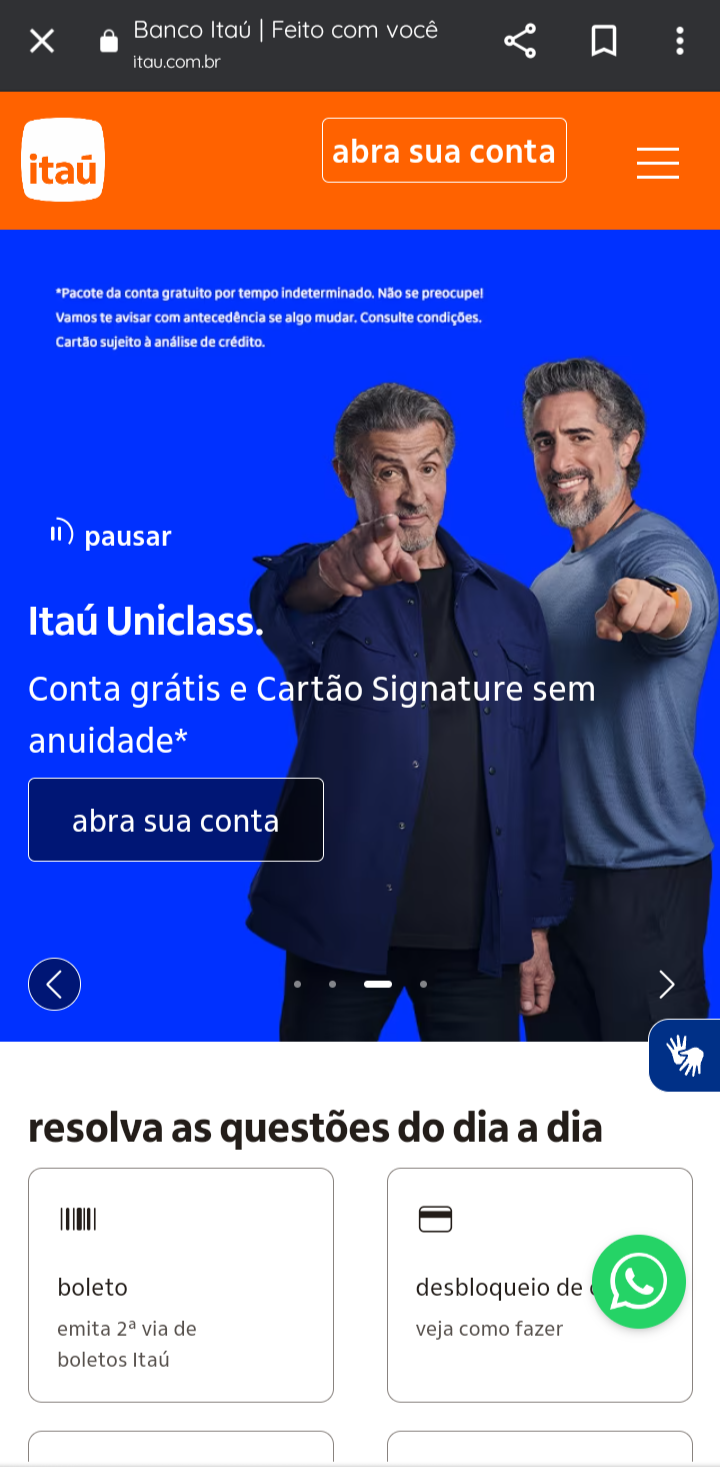 Banco Itaú | Feito com você
itau.com.br
itaú
abra sua conta
*Pacote da conta gratuito por tempo indeterminado. Não se preocupe!
Vamos te avisar com antecedência se algo mudar. Consulte condições.
Cartão sujeito à análise de crédito.
pausar
Itaú Uniclass.
Conta grátis e Cartão Signature sem
anuidade*
abra sua conta
resolva as questões do dia a dia
boleto
emita 2ª via de
boletos Itaú
desbloqueio de
veja como fazer